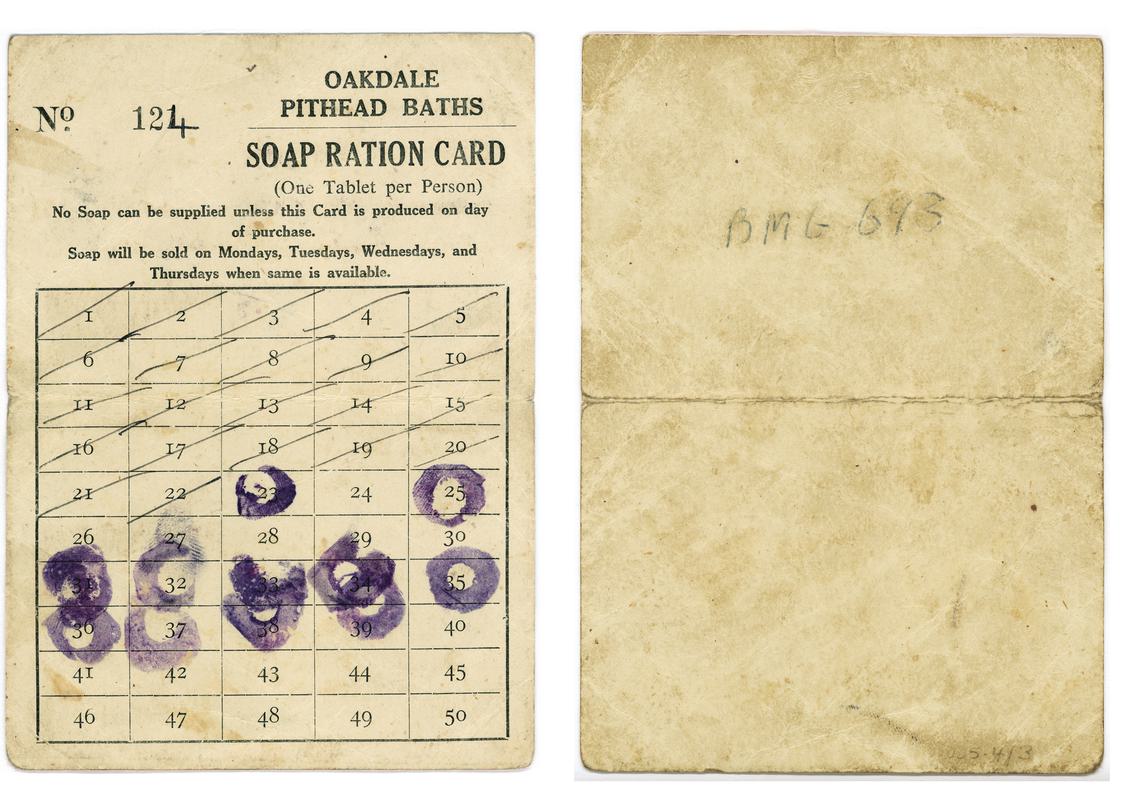 OAKDALE
PITHEAD BATHS
Nº 124
SOAP RATION CARD
(One Tablet per Person)
No Soap can be supplied unless this Card is produced on day
of purchase.
Soap will be sold on Mondays, Tuesdays, Wednesdays, and
Thursdays when same is available.
1 2 3 4 5
6 7 8 9 10
11 12 13 14 15
16 17 18 19 20
21 22 23 24 25
26 27 28 29 30
31 32 33 34 35
36 37 38 39 40
41 42 43 44 45
46 47 48 49 50
BMG 693